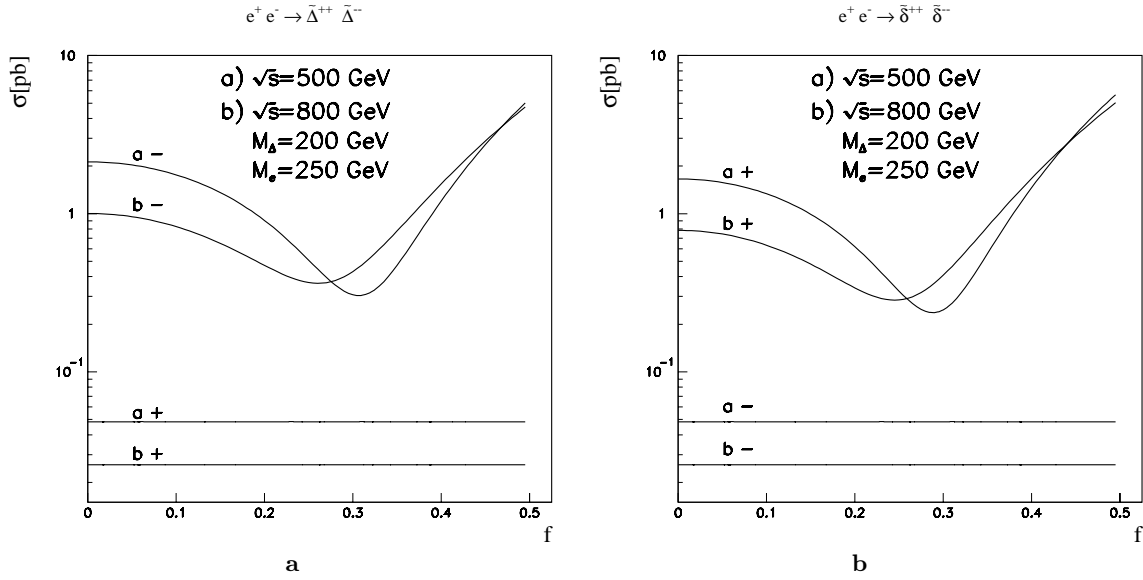 e⁺ e⁻ → Δ̃⁺⁺ Δ̃⁻⁻
σ[pb]
10
1
10⁻¹
a) √s=500 GeV
b) √s=800 GeV
M_Δ=200 GeV
M_e=250 GeV
a −
b −
a +
b +
0 0.1 0.2 0.3 0.4 0.5
f
a
e⁺ e⁻ → δ̃⁺⁺ δ̃⁻⁻
σ[pb]
10
1
10⁻¹
a) √s=500 GeV
b) √s=800 GeV
M_Δ=200 GeV
M_e=250 GeV
a +
b +
a −
b −
0 0.1 0.2 0.3 0.4 0.5
f
b